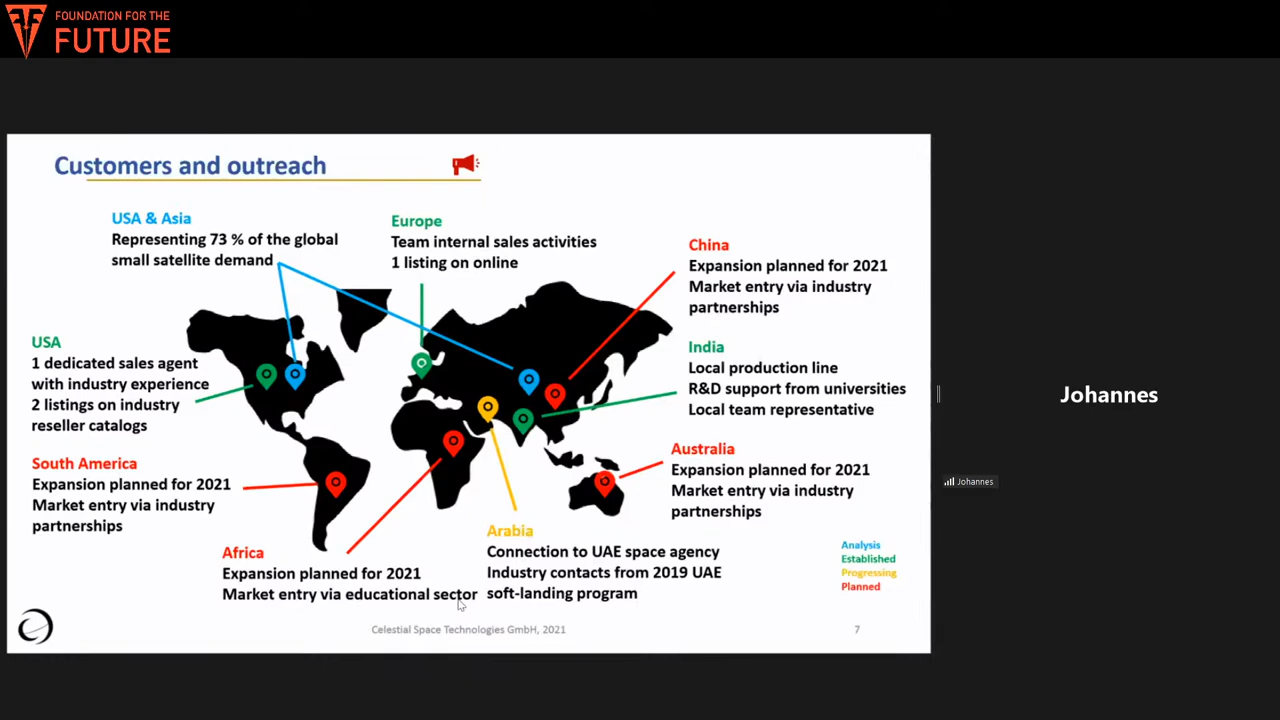 FOUNDATION FOR THE
FUTURE
Customers and outreach
USA & Asia
Representing 73 % of the global
small satellite demand
Europe
Team internal sales activities
1 listing on online
China
Expansion planned for 2021
Market entry via industry
partnerships
USA
1 dedicated sales agent
with industry experience
2 listings on industry
reseller catalogs
India
Local production line
R&D support from universities
Local team representative
South America
Expansion planned for 2021
Market entry via industry
partnerships
Australia
Expansion planned for 2021
Market entry via industry
partnerships
Africa
Expansion planned for 2021
Market entry via educational sector
Arabia
Connection to UAE space agency
Industry contacts from 2019 UAE
soft-landing program
Analysis
Established
Progressing
Planned
Celestial Space Technologies GmbH, 2021
7
Johannes
Johannes